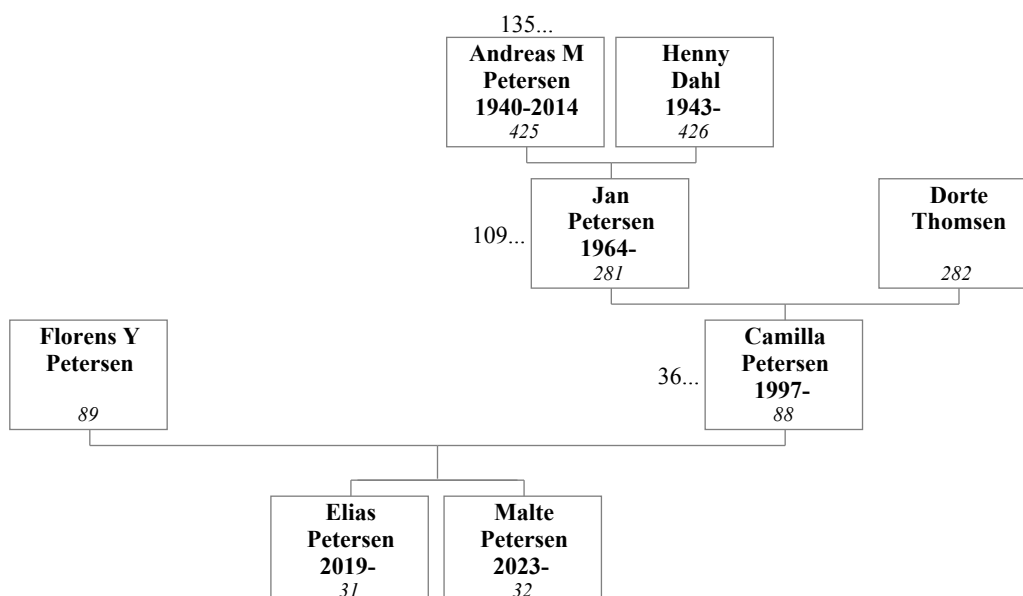 135...
Andreas M
Petersen
1940-2014
425
Henny
Dahl
1943-
426
109...
Jan
Petersen
1964-
281
Dorte
Thomsen
282
Florens Y
Petersen
89
36...
Camilla
Petersen
1997-
88
Elias
Petersen
2019-
31
Malte
Petersen
2023-
32